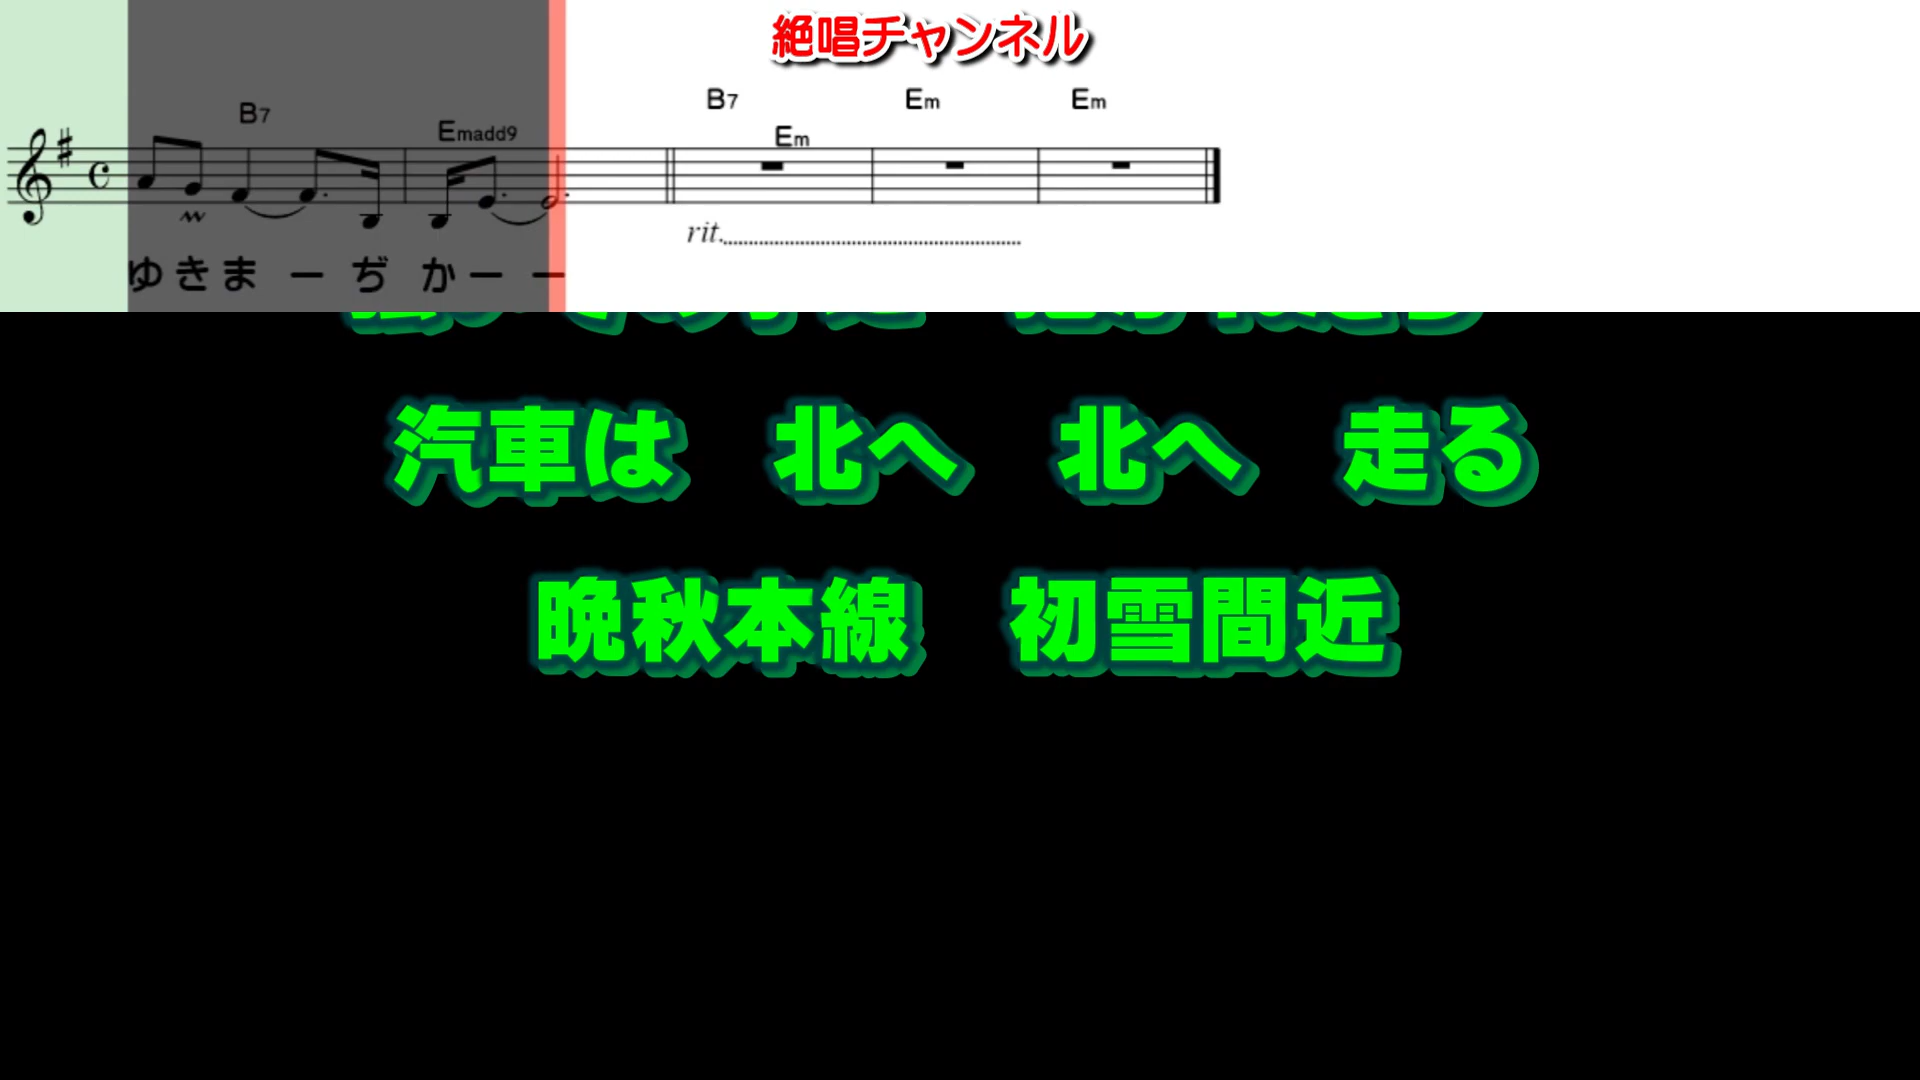 絶唱チャンネル
B7 Em Em
B7 Emadd9 Em
rit.
ゆ き ま ー ぢ か ー ー
汽車は　北へ　北へ　走る
晩秋本線　初雪間近